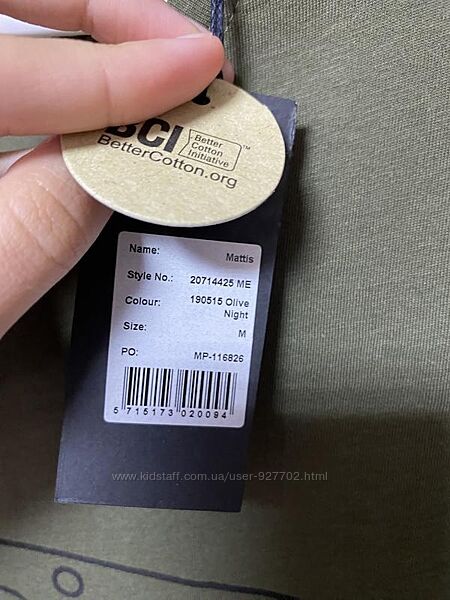 BCI
Better
Cotton
Initiative
™
BetterCotton.org
Name: Mattis
Style No.: 20714425 ME
Colour: 190515 Olive
Night
Size: M
PO: MP-116826
5 715173 020094
www.kidstaff.com.ua/user-927702.html